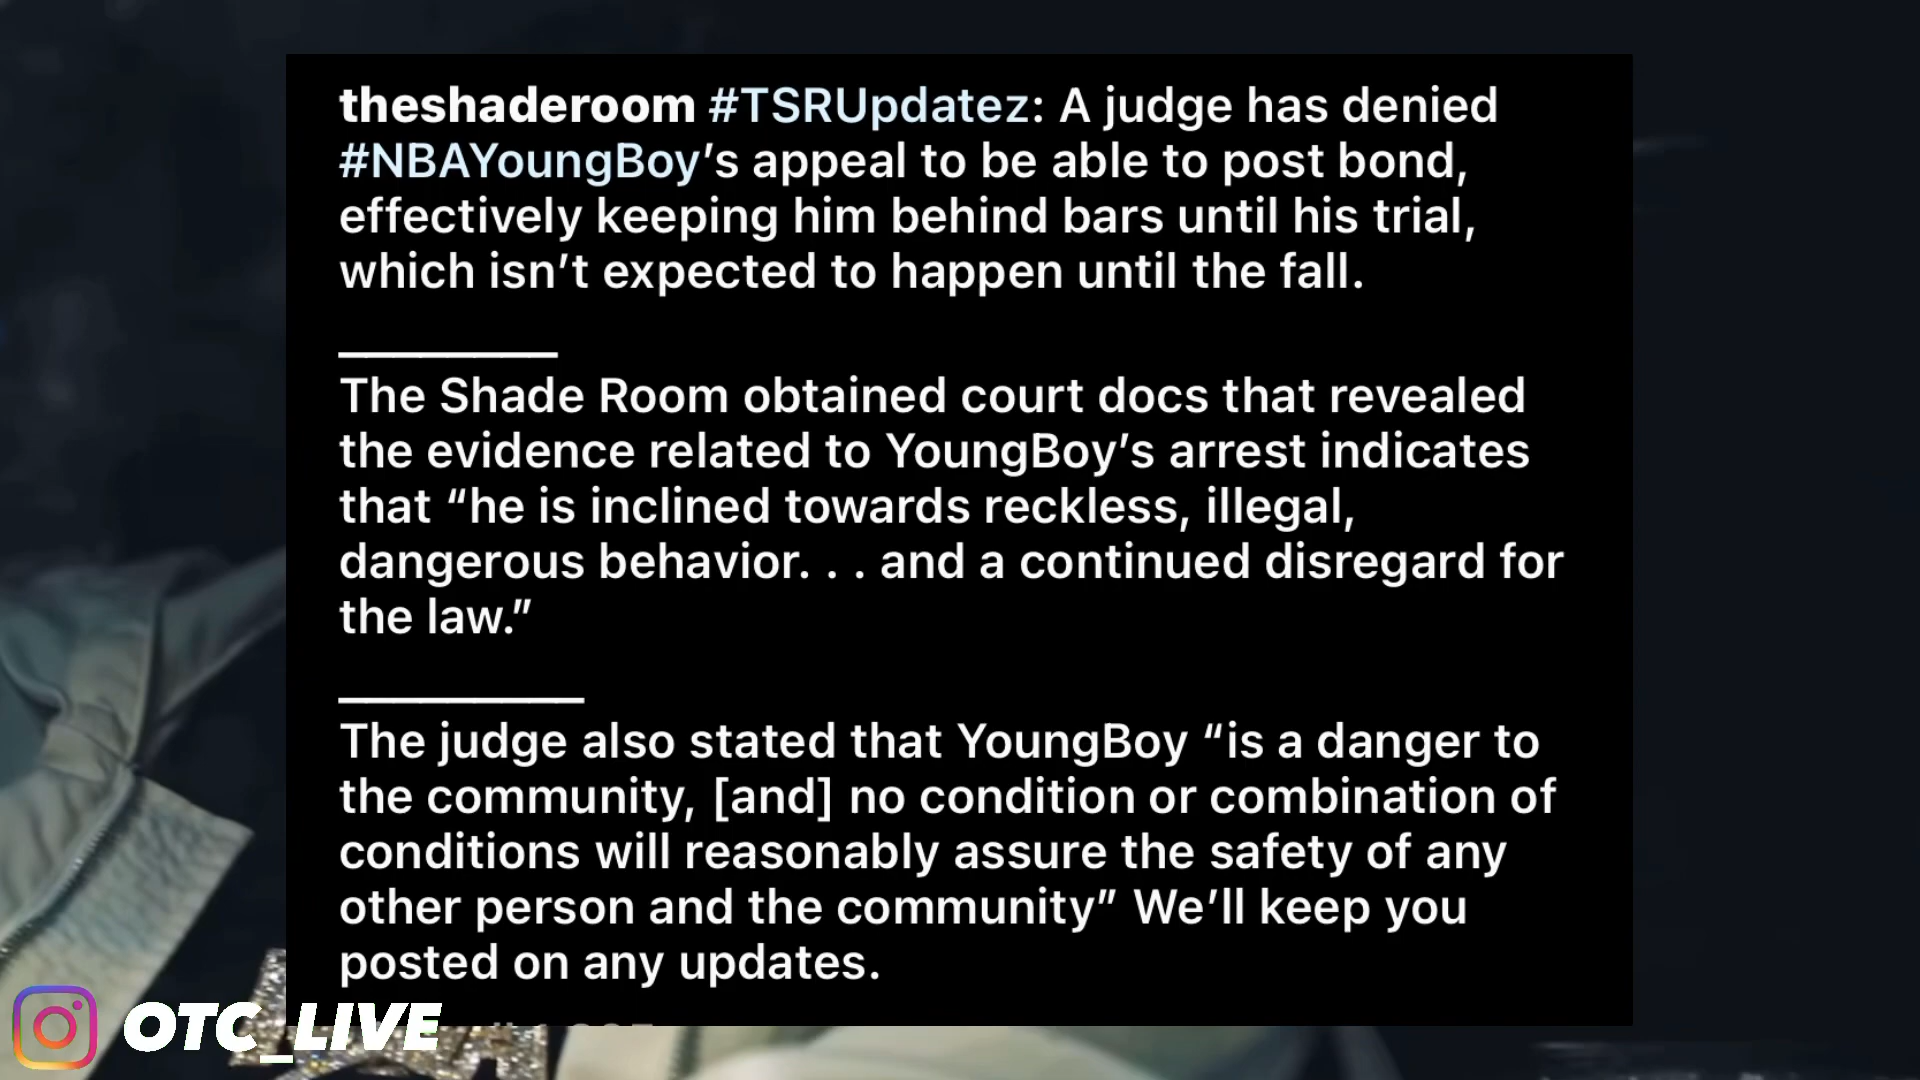 theshaderoom #TSRUpdatez: A judge has denied
#NBAYoungBoy’s appeal to be able to post bond,
effectively keeping him behind bars until his trial,
which isn’t expected to happen until the fall.
The Shade Room obtained court docs that revealed
the evidence related to YoungBoy’s arrest indicates
that “he is inclined towards reckless, illegal,
dangerous behavior. . . and a continued disregard for
the law.”
The judge also stated that YoungBoy “is a danger to
the community, [and] no condition or combination of
conditions will reasonably assure the safety of any
other person and the community” We’ll keep you
posted on any updates.
OTC_LIVE